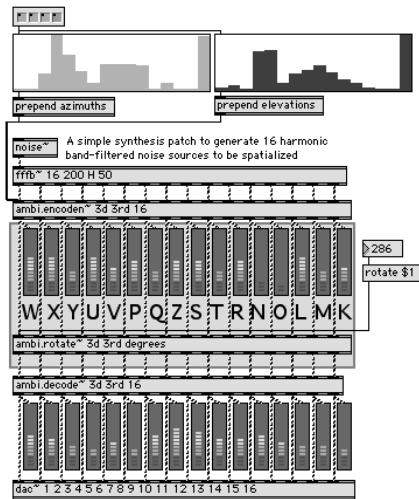 prepend azimuths
prepend elevations
noise~
A simple synthesis patch to generate 16 harmonic
band-filtered noise sources to be spatialized
fffb~ 16 200 H 50
ambi.encoden~ 3d 3rd 16
286
rotate $1
W X Y U V P Q Z S T R N O L M K
ambi.rotate~ 3d 3rd degrees
ambi.decode~ 3d 3rd 16
dac~ 1 2 3 4 5 6 7 8 9 10 11 12 13 14 15 16